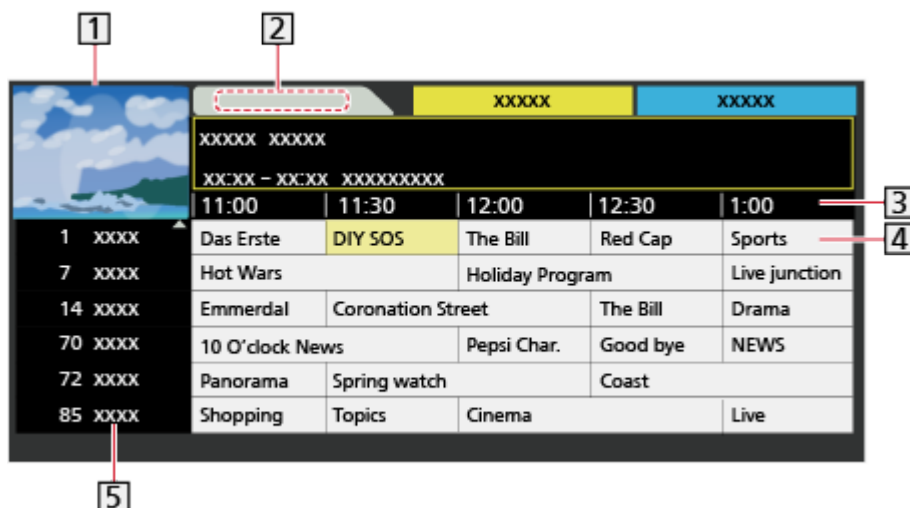 1 2
XXXXX XXXXX
XXXXX XXXXX
XX:XX – XX:XX XXXXXXXXX
11:00 11:30 12:00 12:30 1:00 3
1 XXXX Das Erste DIY SOS The Bill Red Cap Sports 4
7 XXXX Hot Wars Holiday Program Live junction
14 XXXX Emmerdal Coronation Street The Bill Drama
70 XXXX 10 O'clock News Pepsi Char. Good bye NEWS
72 XXXX Panorama Spring watch Coast
85 XXXX Shopping Topics Cinema Live
5